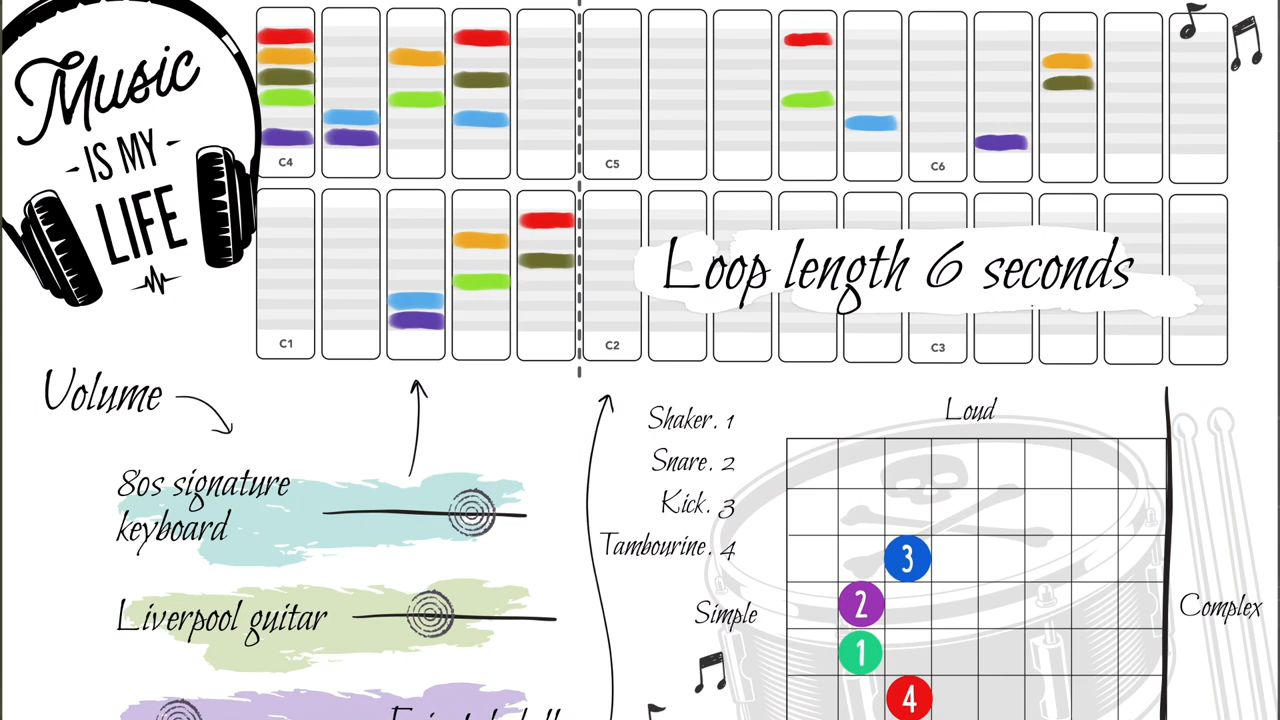 Music
IS MY
LIFE
C4
C5
C6
C1
C2
C3
Loop length 6 seconds
Volume
80s signature
keyboard
Liverpool guitar
Shaker. 1
Snare. 2
Kick. 3
Tambourine. 4
Loud
Simple
Complex
3
2
1
4